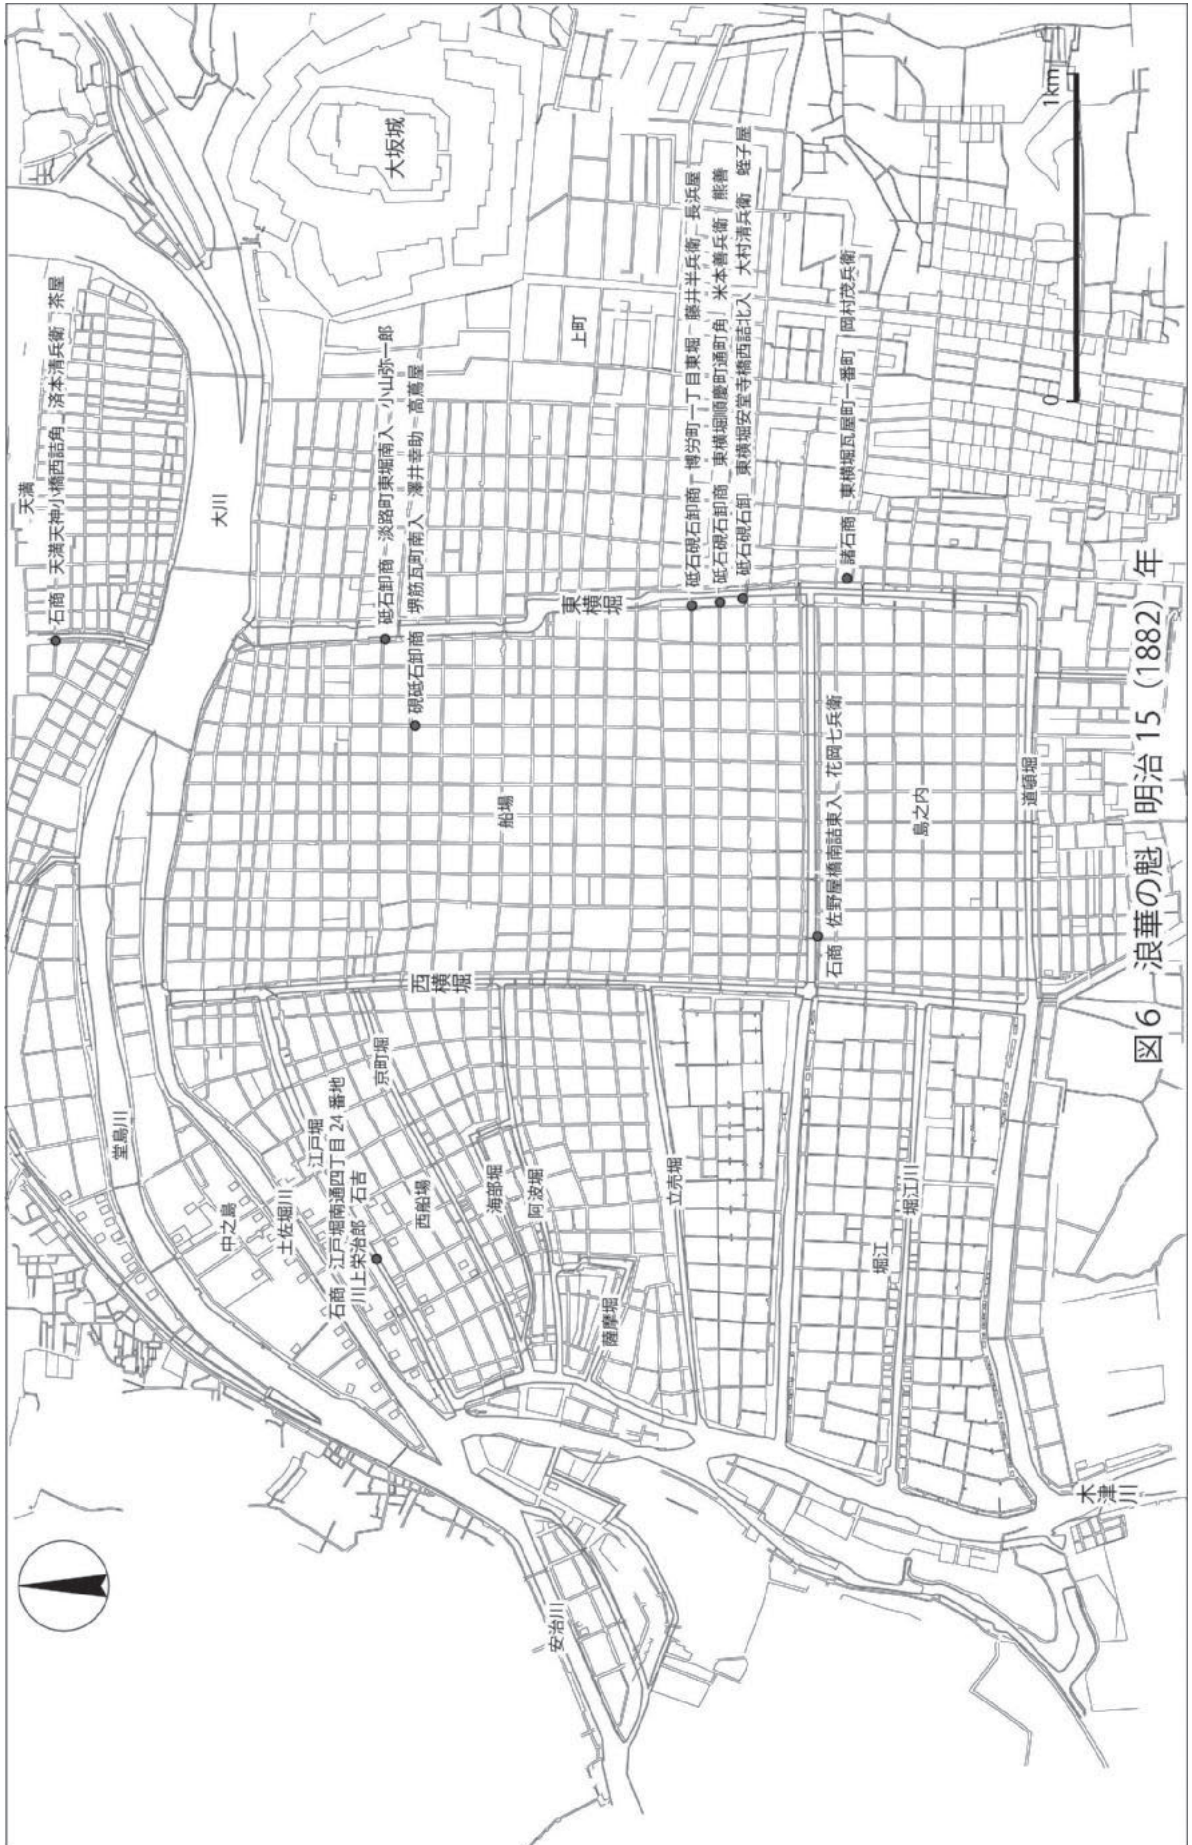 天満
石商 天満天神小橋西詰角 済本清兵衛 茶屋
大川
大坂城
砥石卸商 淡路町東堀南入 小山弥一郎
硯砥石卸商 堺筋瓦町南入 澤井幸助 高蔦屋
上町
東横堀
砥石硯石卸商 博労町一丁目東堀 藤井半兵衛 長浜屋
砥石硯石卸商 東横堀順慶町通町角 米本善兵衛 熊善
砥石硯石卸 東横堀安堂寺橋西詰北入 大村清兵衛 蛭子屋
諸石商 東横堀瓦屋町一番町 岡村茂兵衛
船場
石商 佐野屋橋南詰東入 花岡七兵衛
島之内
道頓堀
西横堀
堂島川
中之島
土佐堀川
江戸堀
石商 江戸堀南通四丁目24番地
川上栄治郎 石吉
京町堀
西船場
海部堀
阿波堀
薩摩堀
立売堀
堀江
堀江川
安治川
木津川
0
1km
図6 浪華の魁 明治15（1882）年